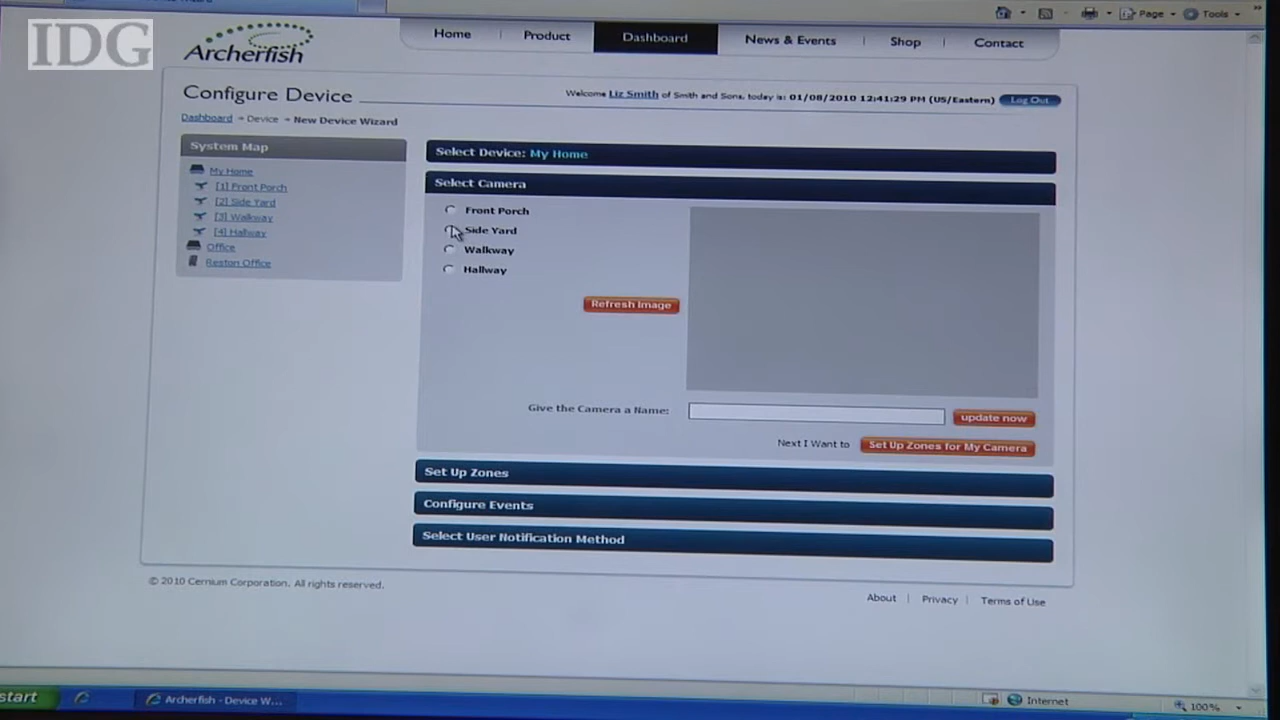 IDG
Page
Tools
Archerfish
Home
Product
Dashboard
News & Events
Shop
Contact
Configure Device
Welcome Liz Smith of Smith and Sons, today is: 01/08/2010 12:41:29 PM (US/Eastern)
Log Out
Dashboard Device New Device Wizard
System Map
My Home
[1] Front Porch
[2] Side Yard
[3] Walkway
[4] Hallway
Office
Reston Office
Select Device: My Home
Select Camera
Front Porch
Side Yard
Walkway
Hallway
Refresh Image
Give the Camera a Name:
update now
Next I Want to
Set Up Zones for My Camera
Set Up Zones
Configure Events
Select User Notification Method
© 2010 Cernium Corporation. All rights reserved.
About | Privacy | Terms of Use
start
Archerfish - Device W...
Internet
100%